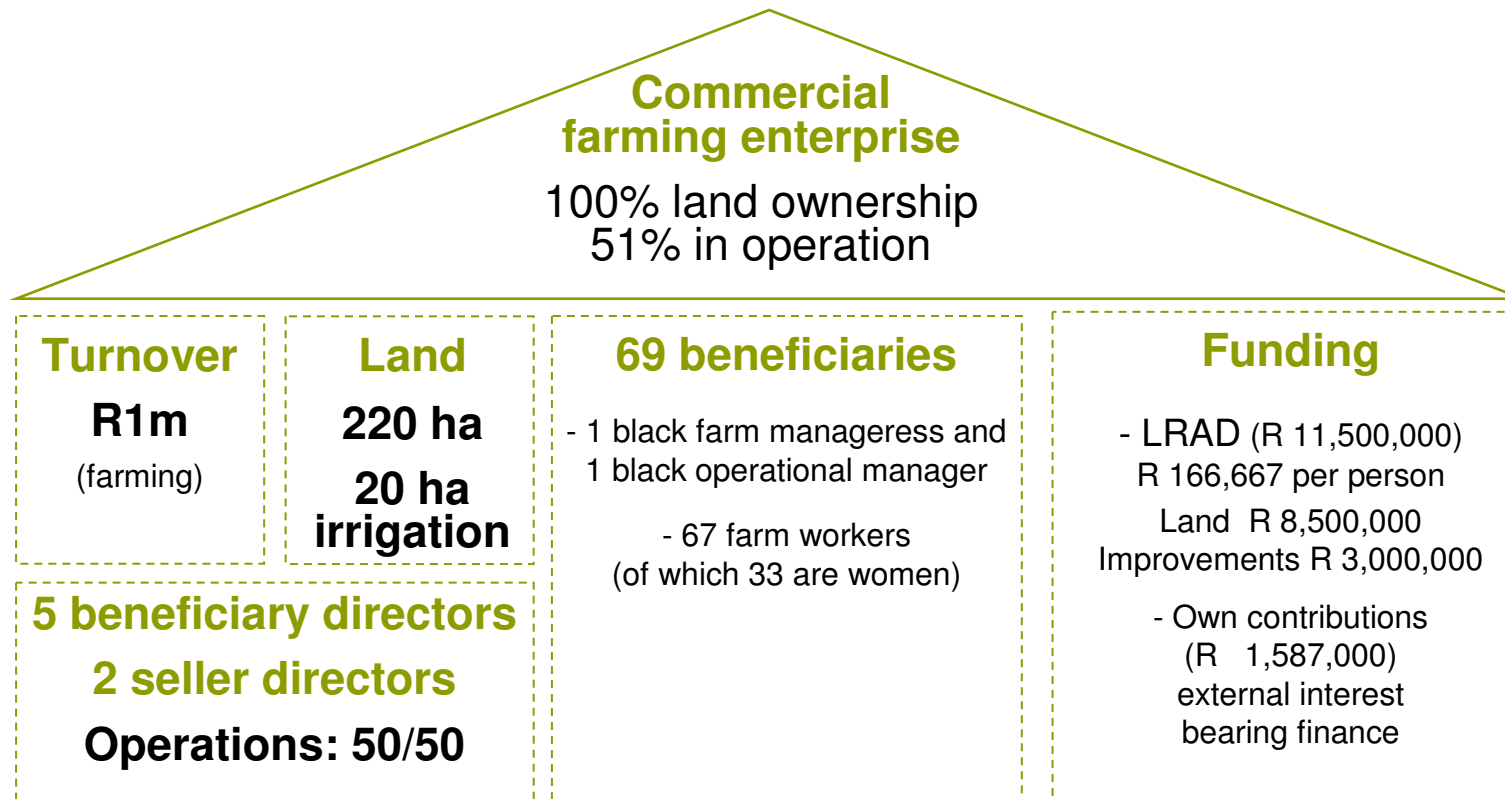 Commercial
farming enterprise
100% land ownership
51% in operation
Turnover
R1m
(farming)
Land
220 ha
20 ha
irrigation
5 beneficiary directors
2 seller directors
Operations: 50/50
69 beneficiaries
- 1 black farm manageress and
1 black operational manager
- 67 farm workers
(of which 33 are women)
Funding
- LRAD (R 11,500,000)
R 166,667 per person
Land R 8,500,000
Improvements R 3,000,000
- Own contributions
(R 1,587,000)
external interest
bearing finance